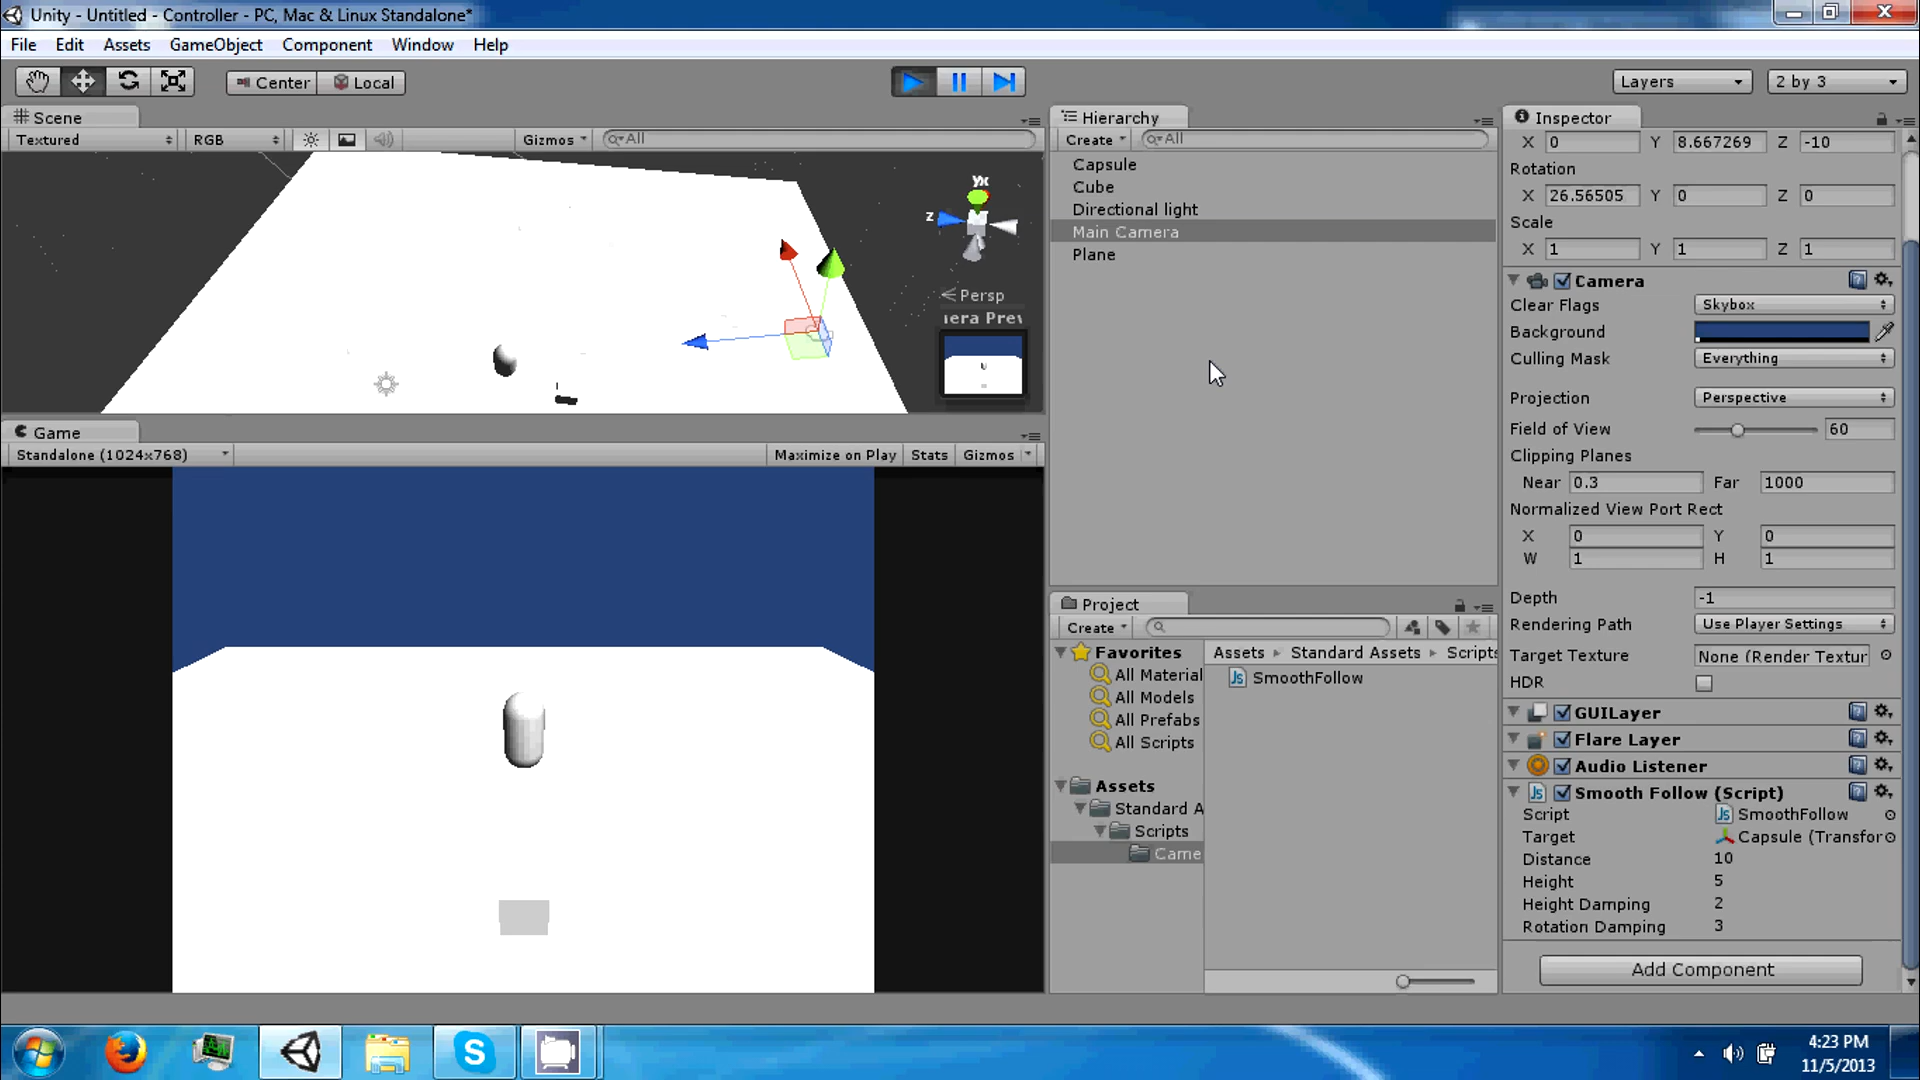 Unity - Untitled - Controller - PC, Mac & Linux Standalone*
File Edit Assets GameObject Component Window Help
Center Local
Layers
2 by 3
Scene
Textured RGB Gizmos All
yx
z
Persp
Game
Standalone (1024x768) Maximize on Play Stats Gizmos
Hierarchy
Create All
Capsule
Cube
Directional light
Main Camera
Plane
Project
Create
Favorites
All Material
All Models
All Prefabs
All Scripts
Assets
Standard A
Scripts
Came
Assets Standard Assets Scripts
SmoothFollow
Inspector
X 0 Y 8.667269 Z -10
Rotation
X 26.56505 Y 0 Z 0
Scale
X 1 Y 1 Z 1
Camera
Clear Flags Skybox
Background
Culling Mask Everything
Projection Perspective
Field of View 60
Clipping Planes
Near 0.3 Far 1000
Normalized View Port Rect
X 0 Y 0
W 1 H 1
Depth -1
Rendering Path Use Player Settings
Target Texture None (Render Textur
HDR
GUILayer
Flare Layer
Audio Listener
Smooth Follow (Script)
Script SmoothFollow
Target Capsule (Transfor
Distance 10
Height 5
Height Damping 2
Rotation Damping 3
Add Component
4:23 PM
11/5/2013